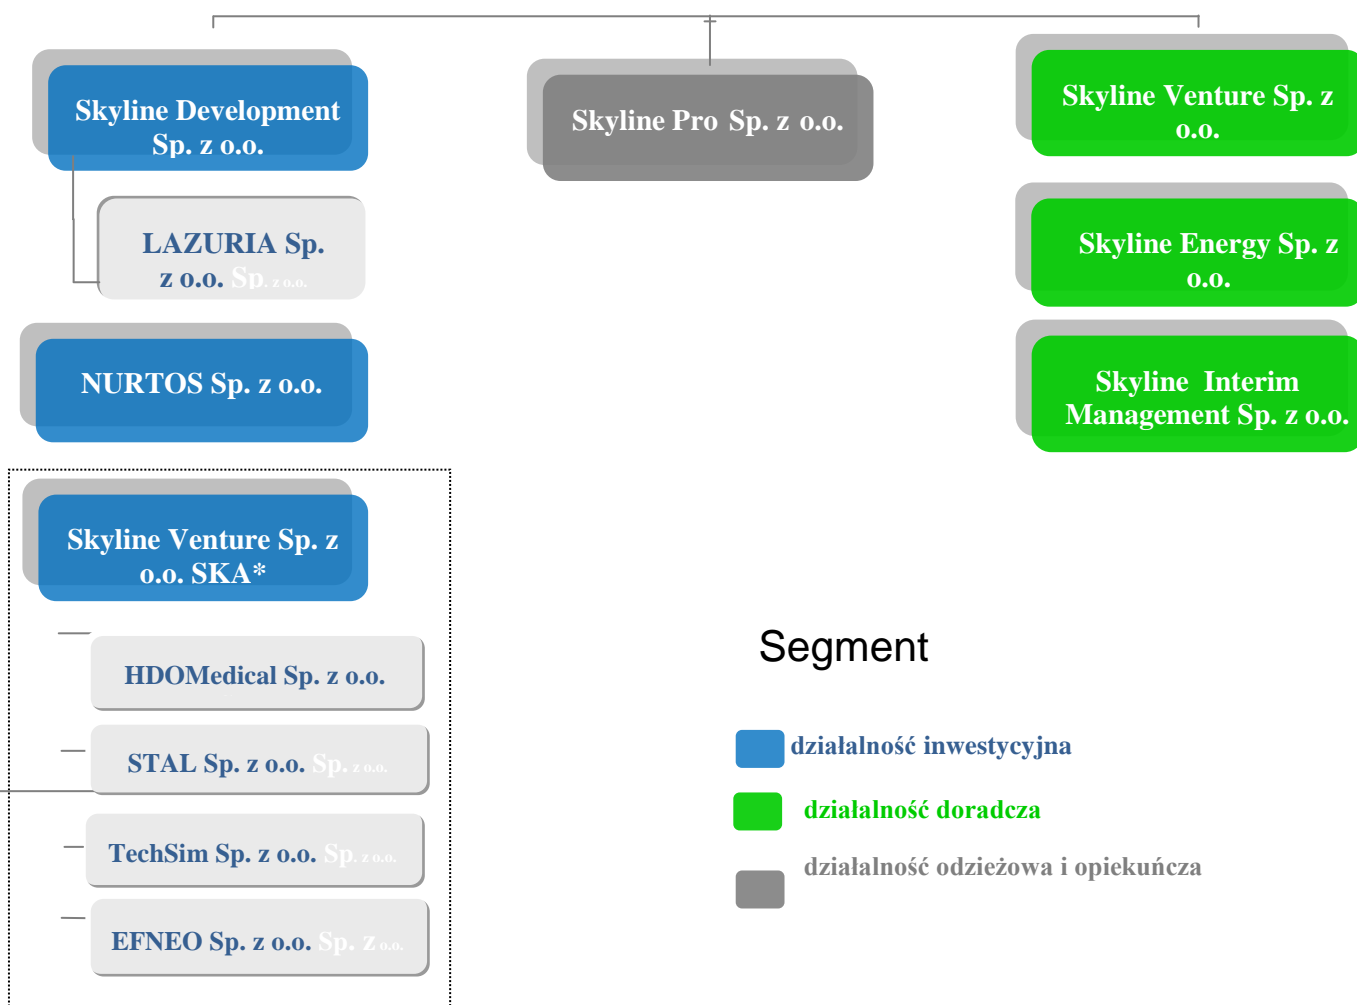 Skyline Development
Sp. z o.o.
Skyline Pro Sp. z o.o.
Skyline Venture Sp. z
o.o.
LAZURIA Sp.
z o.o. Sp. z o.o.
Skyline Energy Sp. z
o.o.
NURTOS Sp. z o.o.
Skyline Interim
Management Sp. z o.o.
Skyline Venture Sp. z
o.o. SKA*
HDOMedical Sp. z o.o.
STAL Sp. z o.o. Sp. z o.o.
TechSim Sp. z o.o. Sp. z o.o.
EFNEO Sp. z o.o. Sp. z o.o.
Segment
działalność inwestycyjna
działalność doradcza
działalność odzieżowa i opiekuńcza